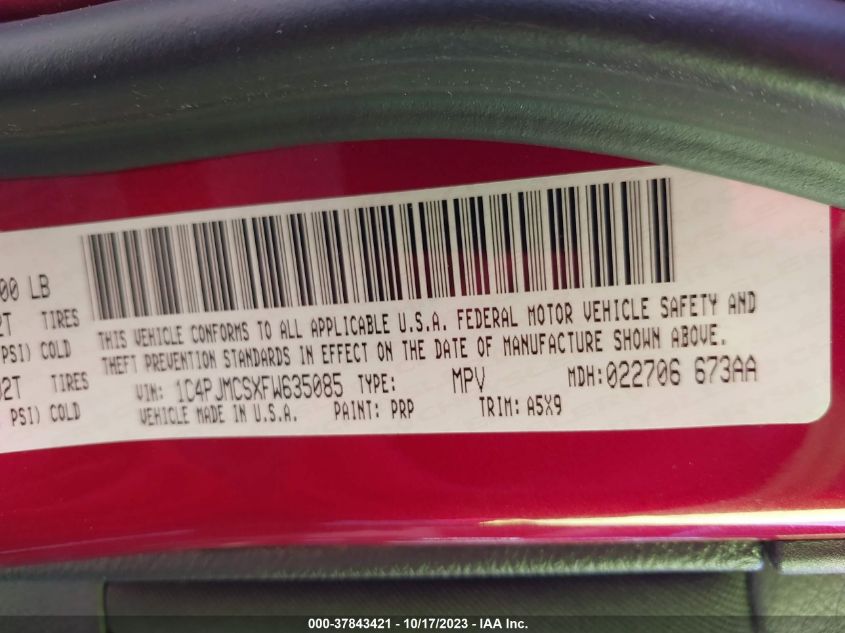 00 LB
2T TIRES
PSI) COLD
02T TIRES
PSI) COLD
THIS VEHICLE CONFORMS TO ALL APPLICABLE U.S.A. FEDERAL MOTOR VEHICLE SAFETY AND
THEFT PREVENTION STANDARDS IN EFFECT ON THE DATE OF MANUFACTURE SHOWN ABOVE.
VIN: 1C4PJMCSXFW635085 TYPE: MPV MDH:022706 673AA
VEHICLE MADE IN U.S.A. PAINT: PRP TRIM: A5X9
000-37843421 - 10/17/2023 - IAA Inc.